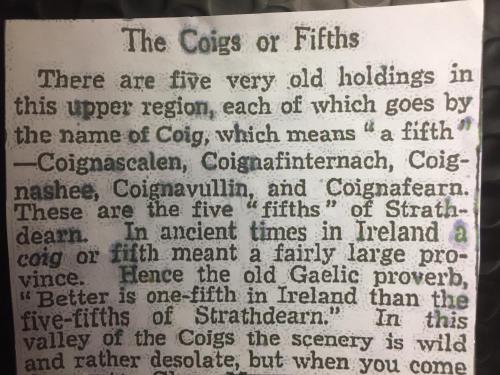 The Coigs or Fifths
There are five very old holdings in
this upper region, each of which goes by
the name of Coig, which means "a fifth"
—Coignascalen, Coignafinternach, Coig-
nashee, Coignavullin, and Coignafearn.
These are the five "fifths" of Strath-
dearn. In ancient times in Ireland a
coig or fifth meant a fairly large pro-
vince. Hence the old Gaelic proverb,
"Better is one-fifth in Ireland than the
five-fifths of Strathdearn." In this
valley of the Coigs the scenery is wild
and rather desolate, but when you come